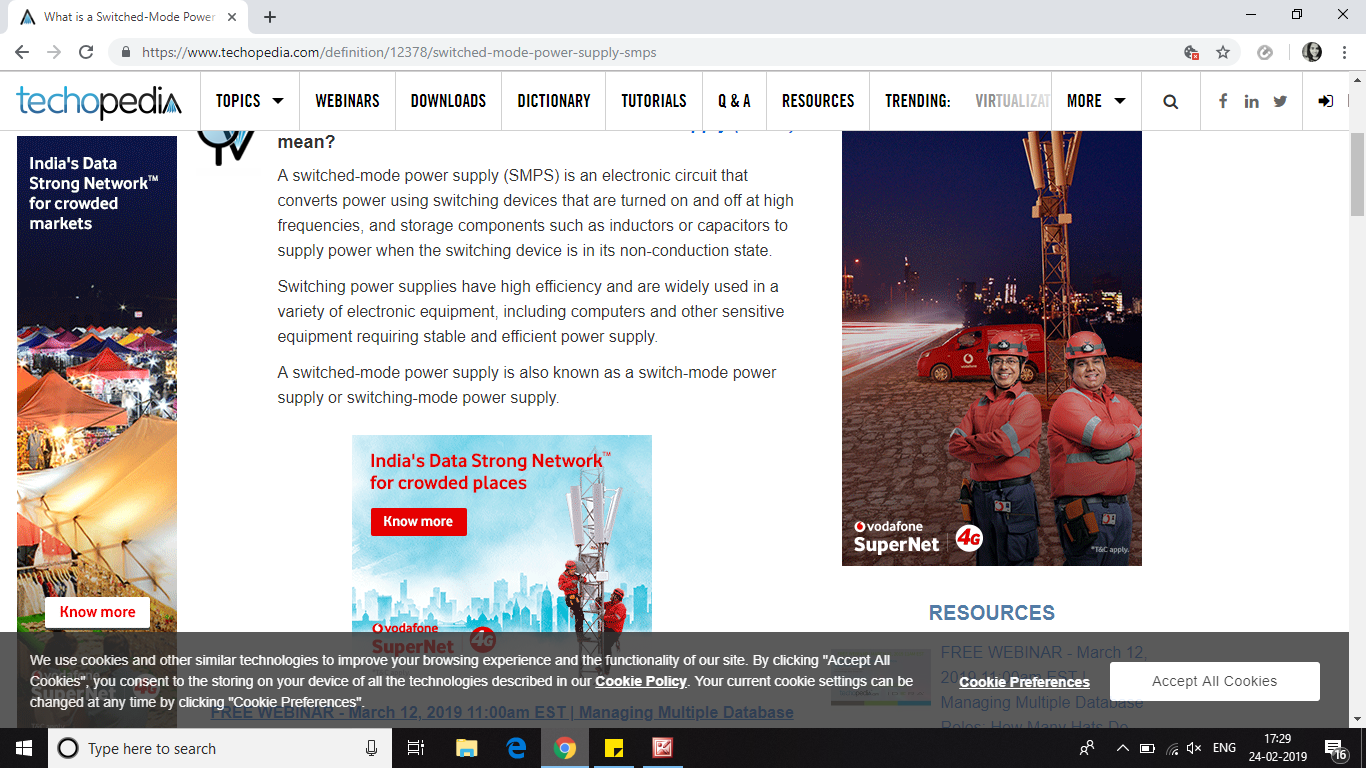 What is a Switched-Mode Power
https://www.techopedia.com/definition/12378/switched-mode-power-supply-smps
techopedia
TOPICS
WEBINARS
DOWNLOADS
DICTIONARY
TUTORIALS
Q & A
RESOURCES
TRENDING:
VIRTUALIZAT
MORE
India's Data
Strong Network™
for crowded
markets
Know more
mean?
A switched-mode power supply (SMPS) is an electronic circuit that
converts power using switching devices that are turned on and off at high
frequencies, and storage components such as inductors or capacitors to
supply power when the switching device is in its non-conduction state.
Switching power supplies have high efficiency and are widely used in a
variety of electronic equipment, including computers and other sensitive
equipment requiring stable and efficient power supply.
A switched-mode power supply is also known as a switch-mode power
supply or switching-mode power supply.
India's Data Strong Network™
for crowded places
Know more
vodafone
SuperNet 4G
vodafone
vodafone
SuperNet 4G
*T&C apply.
RESOURCES
FREE WEBINAR - March 12,
2019 11:00am EST |
Managing Multiple Database
Roles: How Many Hats Do
FREE WEBINAR - March 12, 2019 11:00am EST | Managing Multiple Database
We use cookies and other similar technologies to improve your browsing experience and the functionality of our site. By clicking "Accept All
Cookies", you consent to the storing on your device of all the technologies described in our Cookie Policy. Your current cookie settings can be
changed at any time by clicking "Cookie Preferences".
Cookie Preferences
Accept All Cookies
Type here to search
ENG
17:29
24-02-2019
16